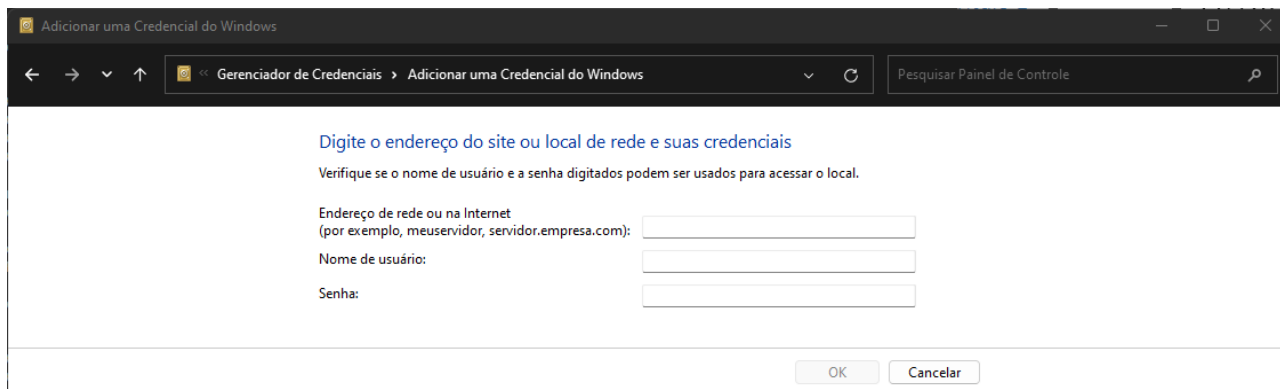 Adicionar uma Credencial do Windows
« Gerenciador de Credenciais > Adicionar uma Credencial do Windows
Pesquisar Painel de Controle
Digite o endereço do site ou local de rede e suas credenciais
Verifique se o nome de usuário e a senha digitados podem ser usados para acessar o local.
Endereço de rede ou na Internet
(por exemplo, meuservidor, servidor.empresa.com):
Nome de usuário:
Senha:
OK
Cancelar